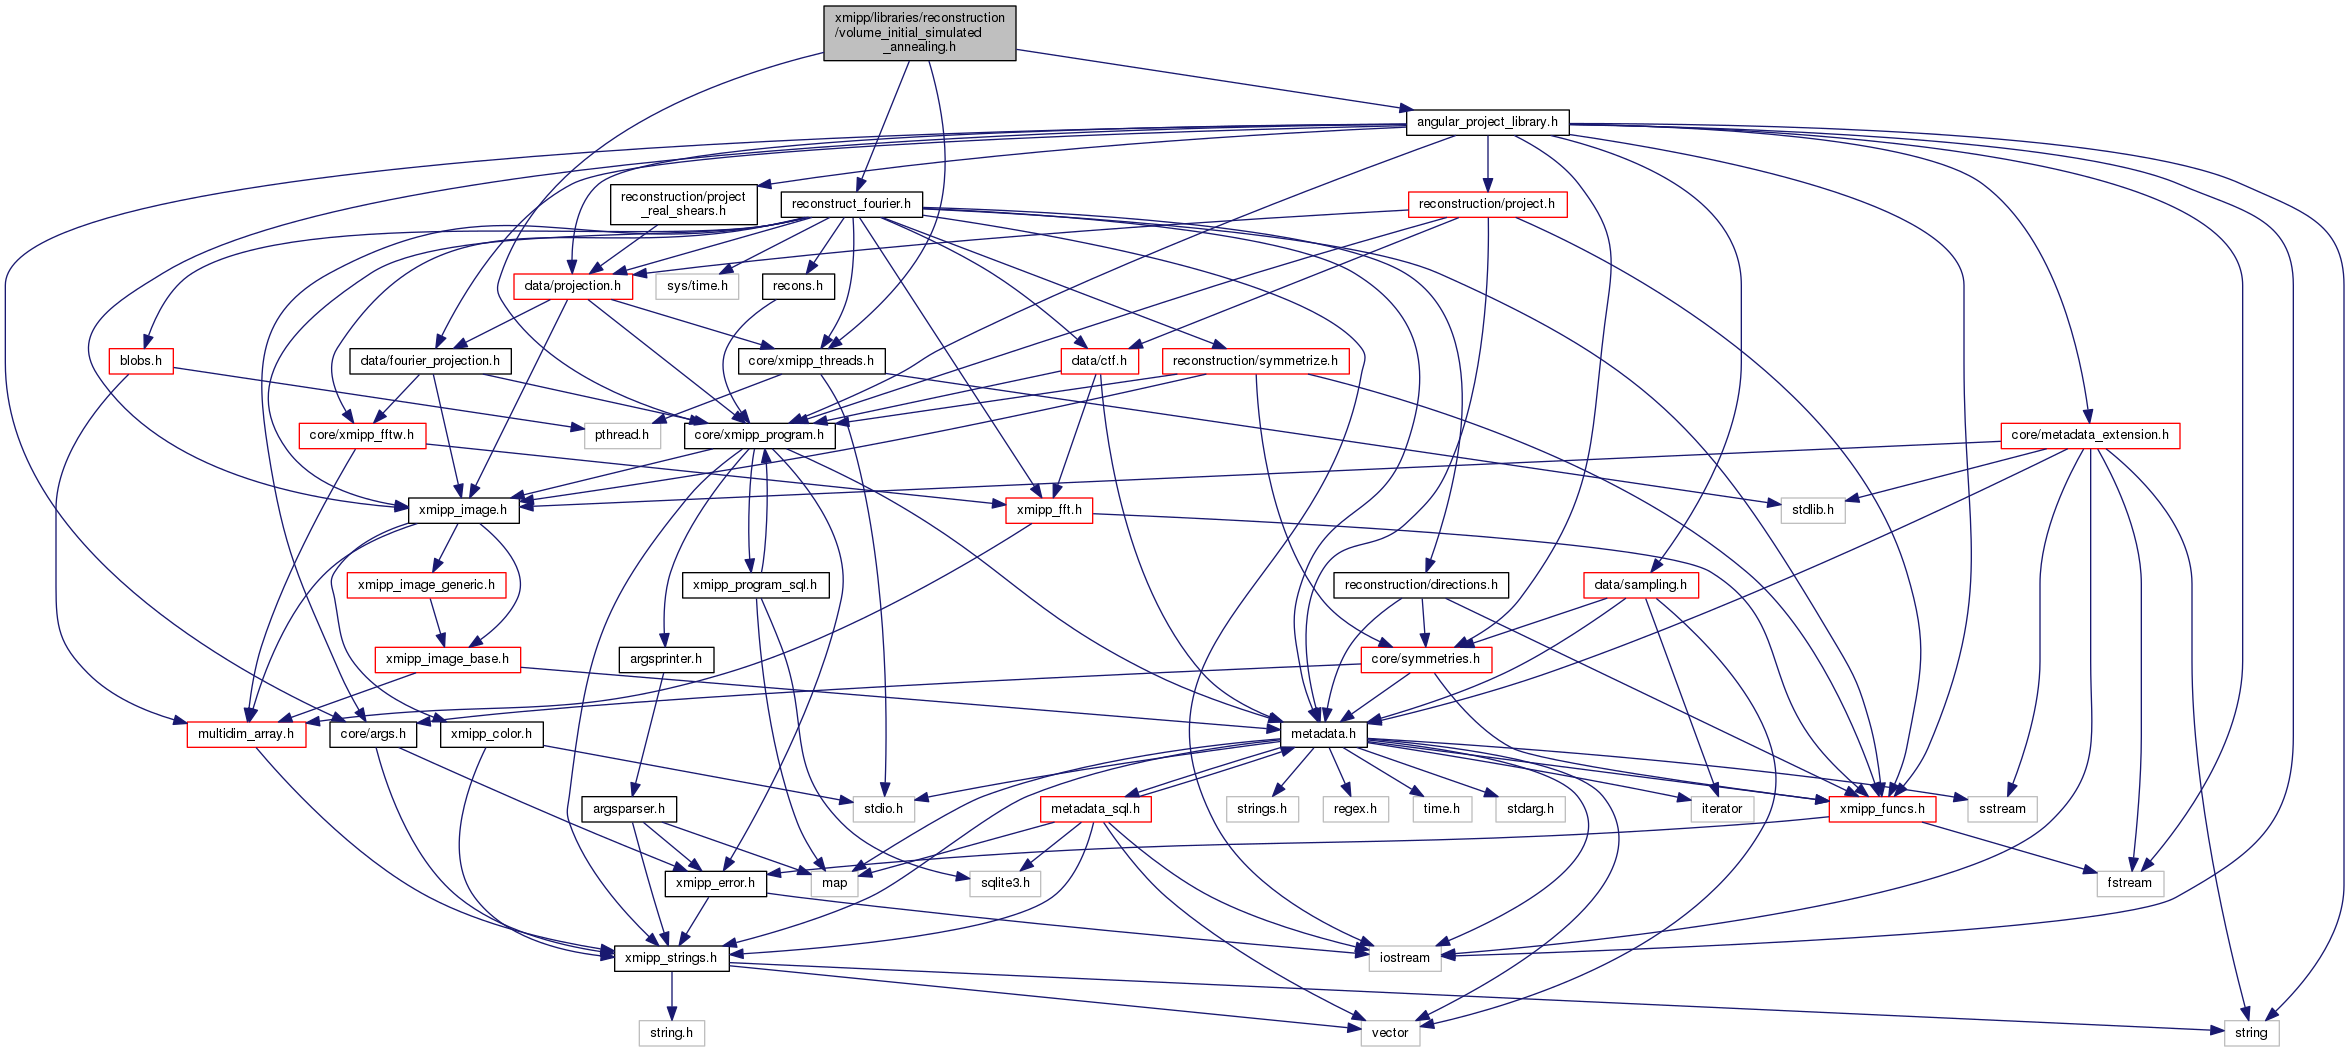 xmipp/libraries/reconstruction
/volume_initial_simulated
_annealing.h
angular_project_library.h
reconstruction/project
_real_shears.h
reconstruct_fourier.h
reconstruction/project.h
data/projection.h
sys/time.h
recons.h
blobs.h
data/fourier_projection.h
core/xmipp_threads.h
data/ctf.h
reconstruction/symmetrize.h
core/xmipp_fftw.h
pthread.h
core/xmipp_program.h
core/metadata_extension.h
xmipp_image.h
xmipp_fft.h
stdlib.h
xmipp_image_generic.h
xmipp_program_sql.h
reconstruction/directions.h
data/sampling.h
xmipp_image_base.h
argsprinter.h
core/symmetries.h
multidim_array.h
core/args.h
xmipp_color.h
metadata.h
argsparser.h
stdio.h
metadata_sql.h
strings.h
regex.h
time.h
stdarg.h
iterator
xmipp_funcs.h
sstream
xmipp_error.h
map
sqlite3.h
fstream
xmipp_strings.h
iostream
string.h
vector
string